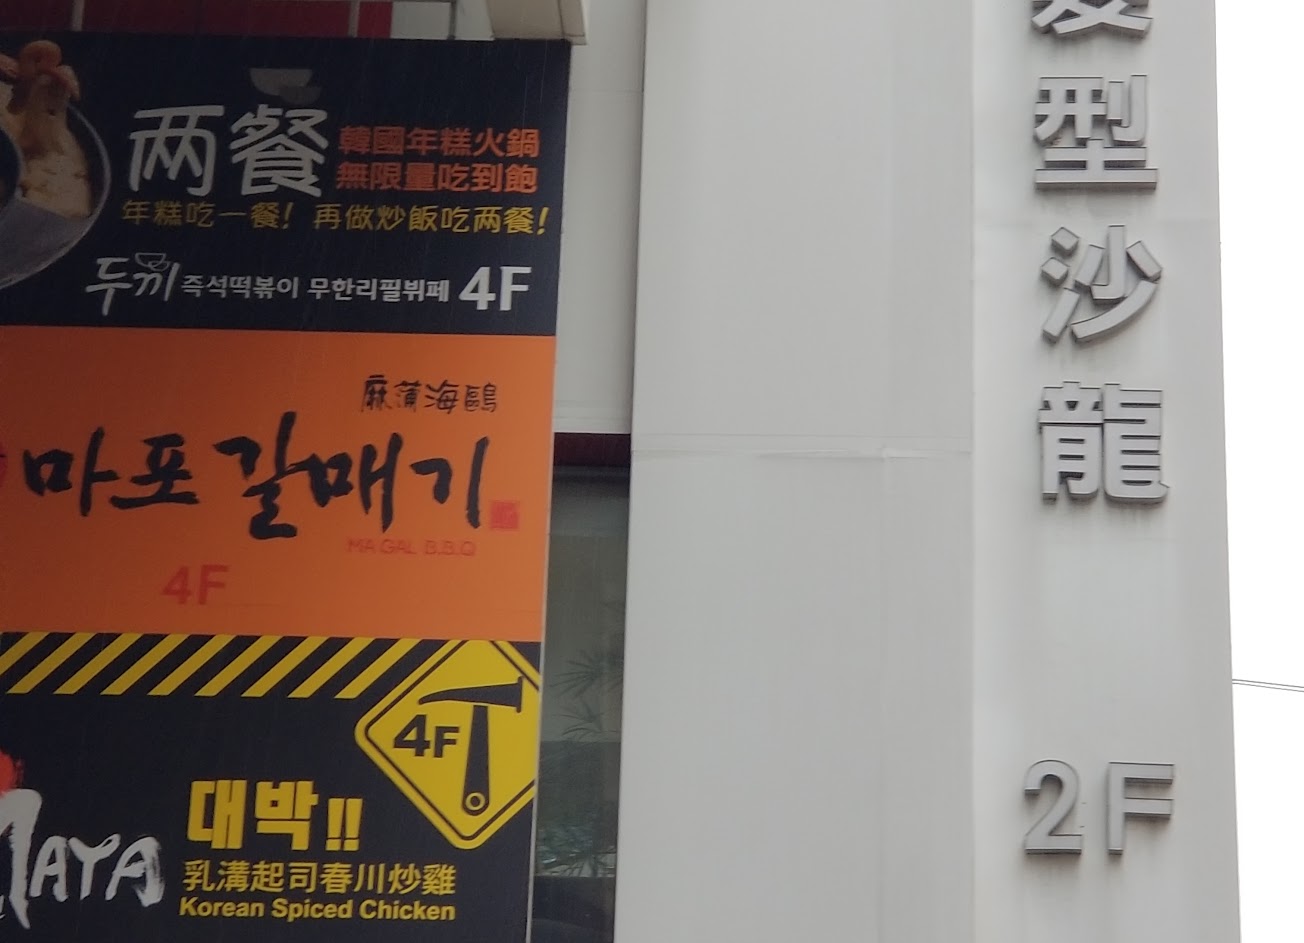 两餐
韓國年糕火鍋
無限量吃到飽
年糕吃一餐! 再做炒飯吃两餐!
두끼 즉석떡볶이 무한리필뷔페 4F
麻蒲海鷗
마포갈매기
MA GAL B.B.Q
4F
4F
대박!!
MAYA
乳溝起司春川炒雞
Korean Spiced Chicken
型沙龍
2F